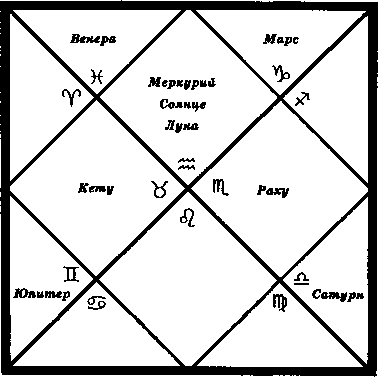 Венера
Марс
♓
♈
Меркурий
Солнце
Луна
♑
♐
♒
Кету
♉
♏
Раху
♌
♊
Юпитер
♋
♎
♍
Сатурн